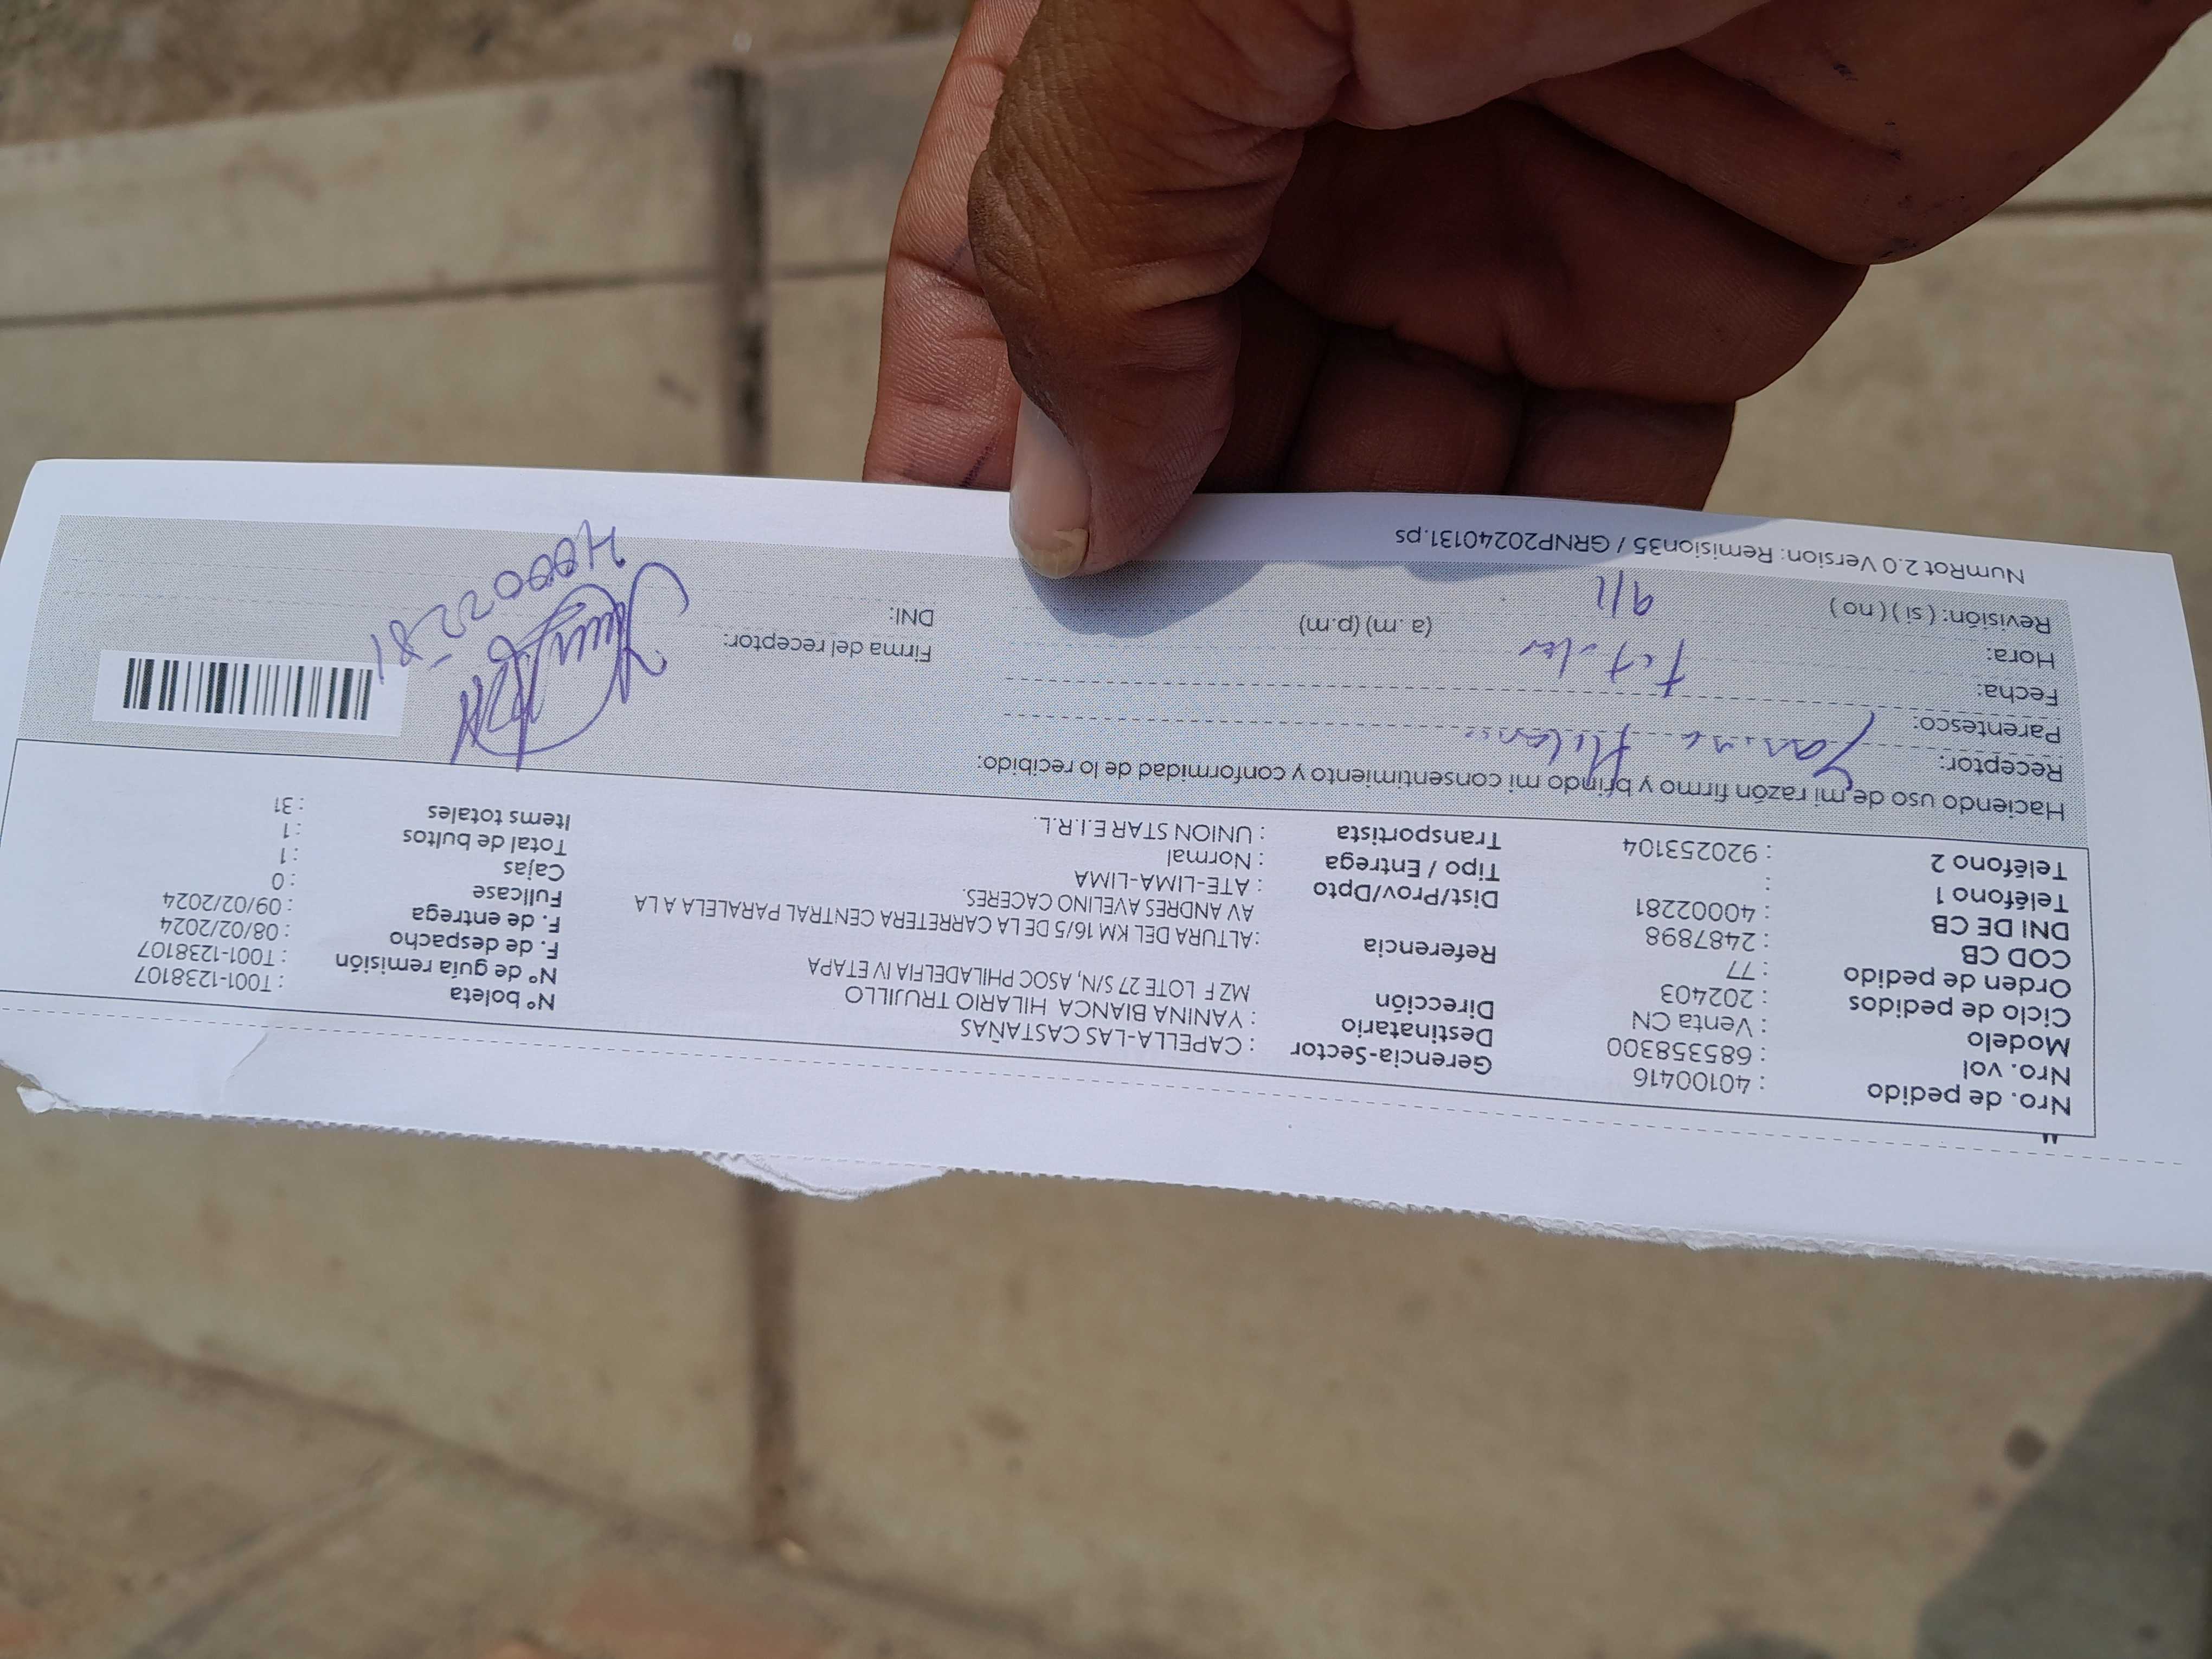 Nro. de pedido : 40100416 Gerencia-Sector : CAPELLA-LAS CASTAÑAS Nº boleta : T001-1238107
Nro. vol : 685358300 Destinatario : YANINA BIANCA HILARIO TRUJILLO Nº de guía remisión : T001-1238107
Modelo : Venta CN Dirección MZ F LOTE 27 S/N, ASOC PHILADELFIA IV ETAPA F. de despacho : 08/02/2024
Ciclo de pedidos : 202403 F. de entrega : 09/02/2024
Orden de pedido : 77 Referencia :ALTURA DEL KM 16/5 DE LA CARRETERA CENTRAL PARALELA A LA Fullcase : 0
COD CB : 2487898 AV ANDRES AVELINO CACERES. Cajas : 1
DNI DE CB : 40002281 Dist/Prov/Dpto : ATE-LIMA-LIMA Total de bultos : 1
Teléfono 1 : Tipo / Entrega : Normal Items totales : 31
Teléfono 2 : 920253104 Transportista : UNION STAR E.I.R.L.
Haciendo uso de mi razón firmo y brindo mi consentimiento y conformidad de lo recibido:
Receptor:
Parentesco:
Fecha: Firma del receptor:
Hora: (a .m) (p.m) DNI: 40002281
Revisión: ( si ) ( no ) 9/2
NumRot 2.0 Version: Remision35 / GRNP20240131.ps